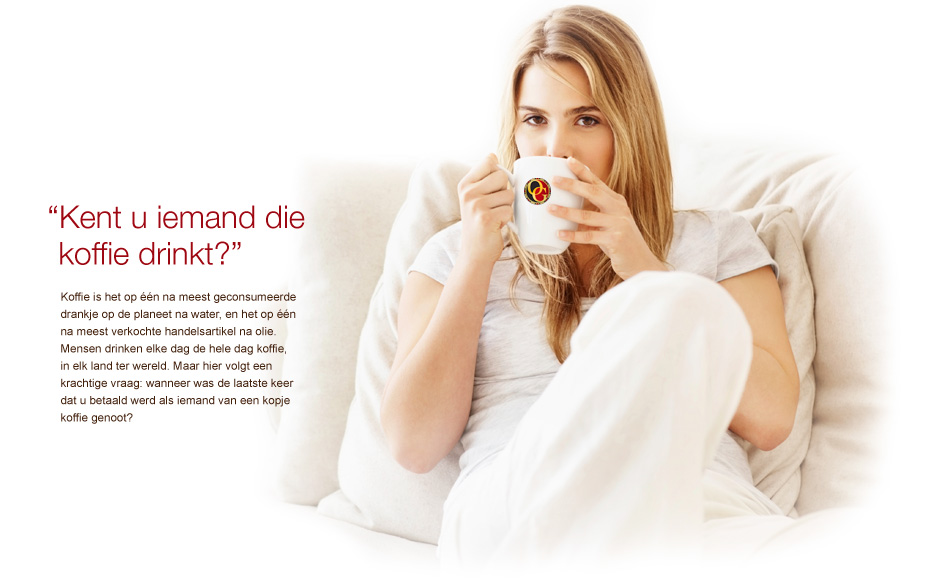 “Kent u iemand die
koffie drinkt?”
Koffie is het op één na meest geconsumeerde
drankje op de planeet na water, en het op één
na meest verkochte handelsartikel na olie.
Mensen drinken elke dag de hele dag koffie,
in elk land ter wereld. Maar hier volgt een
krachtige vraag: wanneer was de laatste keer
dat u betaald werd als iemand van een kopje
koffie genoot?